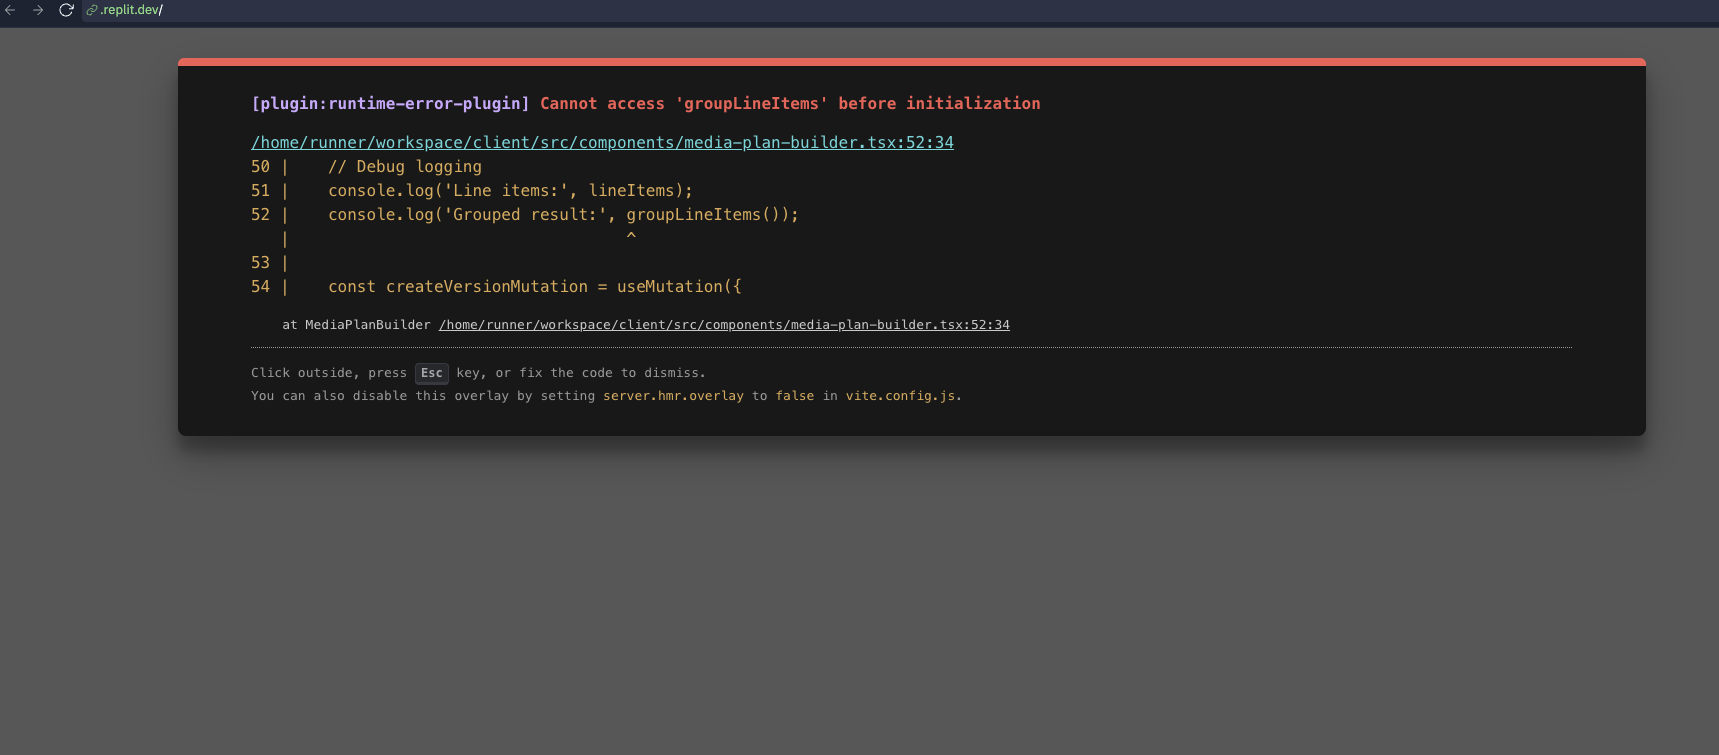 .replit.dev/
[plugin:runtime-error-plugin] Cannot access 'groupLineItems' before initialization
/home/runner/workspace/client/src/components/media-plan-builder.tsx:52:34
50 |    // Debug logging
51 |    console.log('Line items:', lineItems);
52 |    console.log('Grouped result:', groupLineItems());
   |                                   ^
53 |
54 |    const createVersionMutation = useMutation({
at MediaPlanBuilder /home/runner/workspace/client/src/components/media-plan-builder.tsx:52:34
Click outside, press Esc key, or fix the code to dismiss.
You can also disable this overlay by setting server.hmr.overlay to false in vite.config.js.